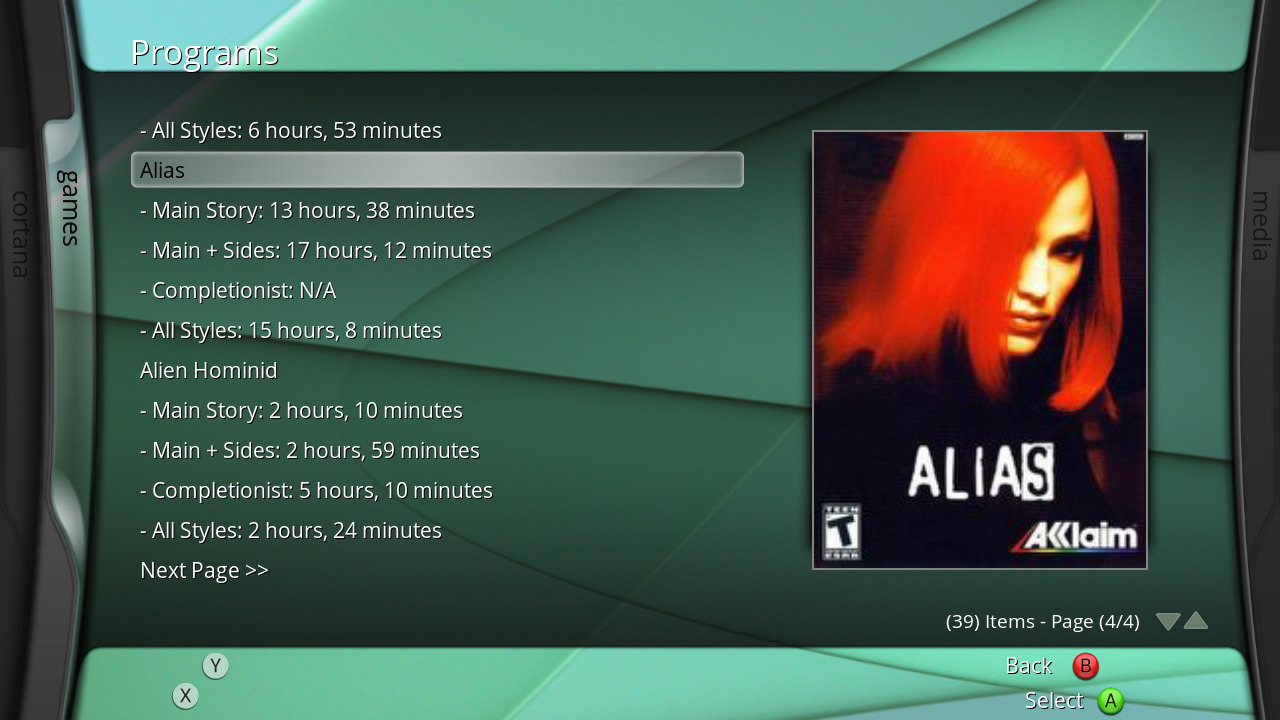 Programs
cortana
games
media
- All Styles: 6 hours, 53 minutes
Alias
- Main Story: 13 hours, 38 minutes
- Main + Sides: 17 hours, 12 minutes
- Completionist: N/A
- All Styles: 15 hours, 8 minutes
Alien Hominid
- Main Story: 2 hours, 10 minutes
- Main + Sides: 2 hours, 59 minutes
- Completionist: 5 hours, 10 minutes
- All Styles: 2 hours, 24 minutes
Next Page >>
ALIAS
TEEN
T
ESRB
AKKlaim
(39) Items - Page (4/4)
Y
X
Back B
Select A